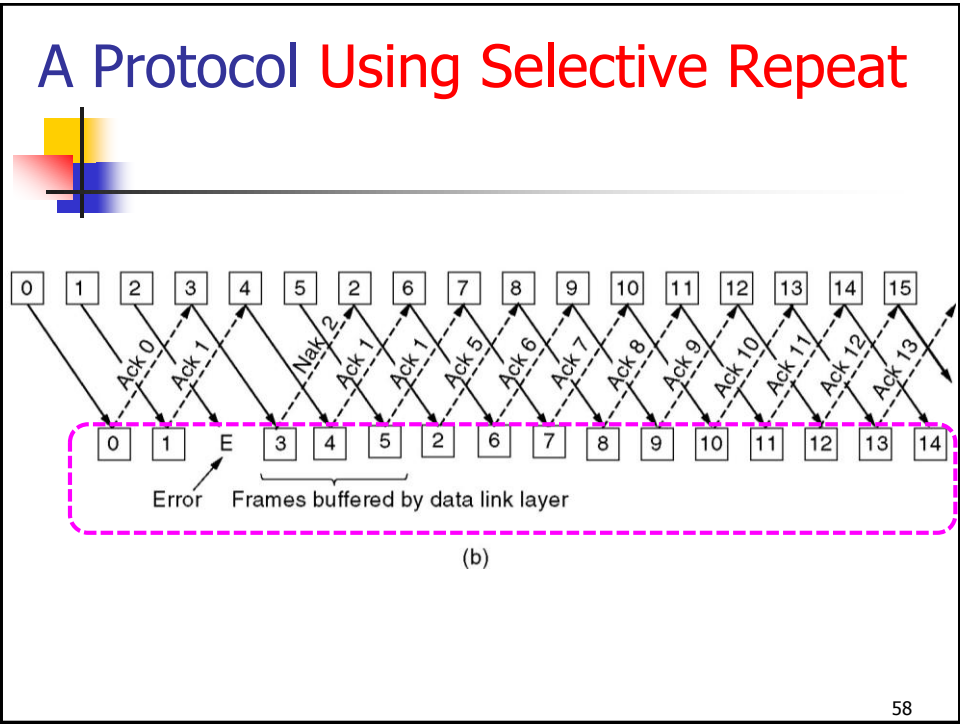 A Protocol Using Selective Repeat
0 1 2 3 4 5 2 6 7 8 9 10 11 12 13 14 15
Ack 0 Ack 1 Nak 2 Ack 1 Ack 1 Ack 5 Ack 6 Ack 7 Ack 8 Ack 9 Ack 10 Ack 11 Ack 12 Ack 13
0 1 E 3 4 5 2 6 7 8 9 10 11 12 13 14
Error Frames buffered by data link layer
(b)
58